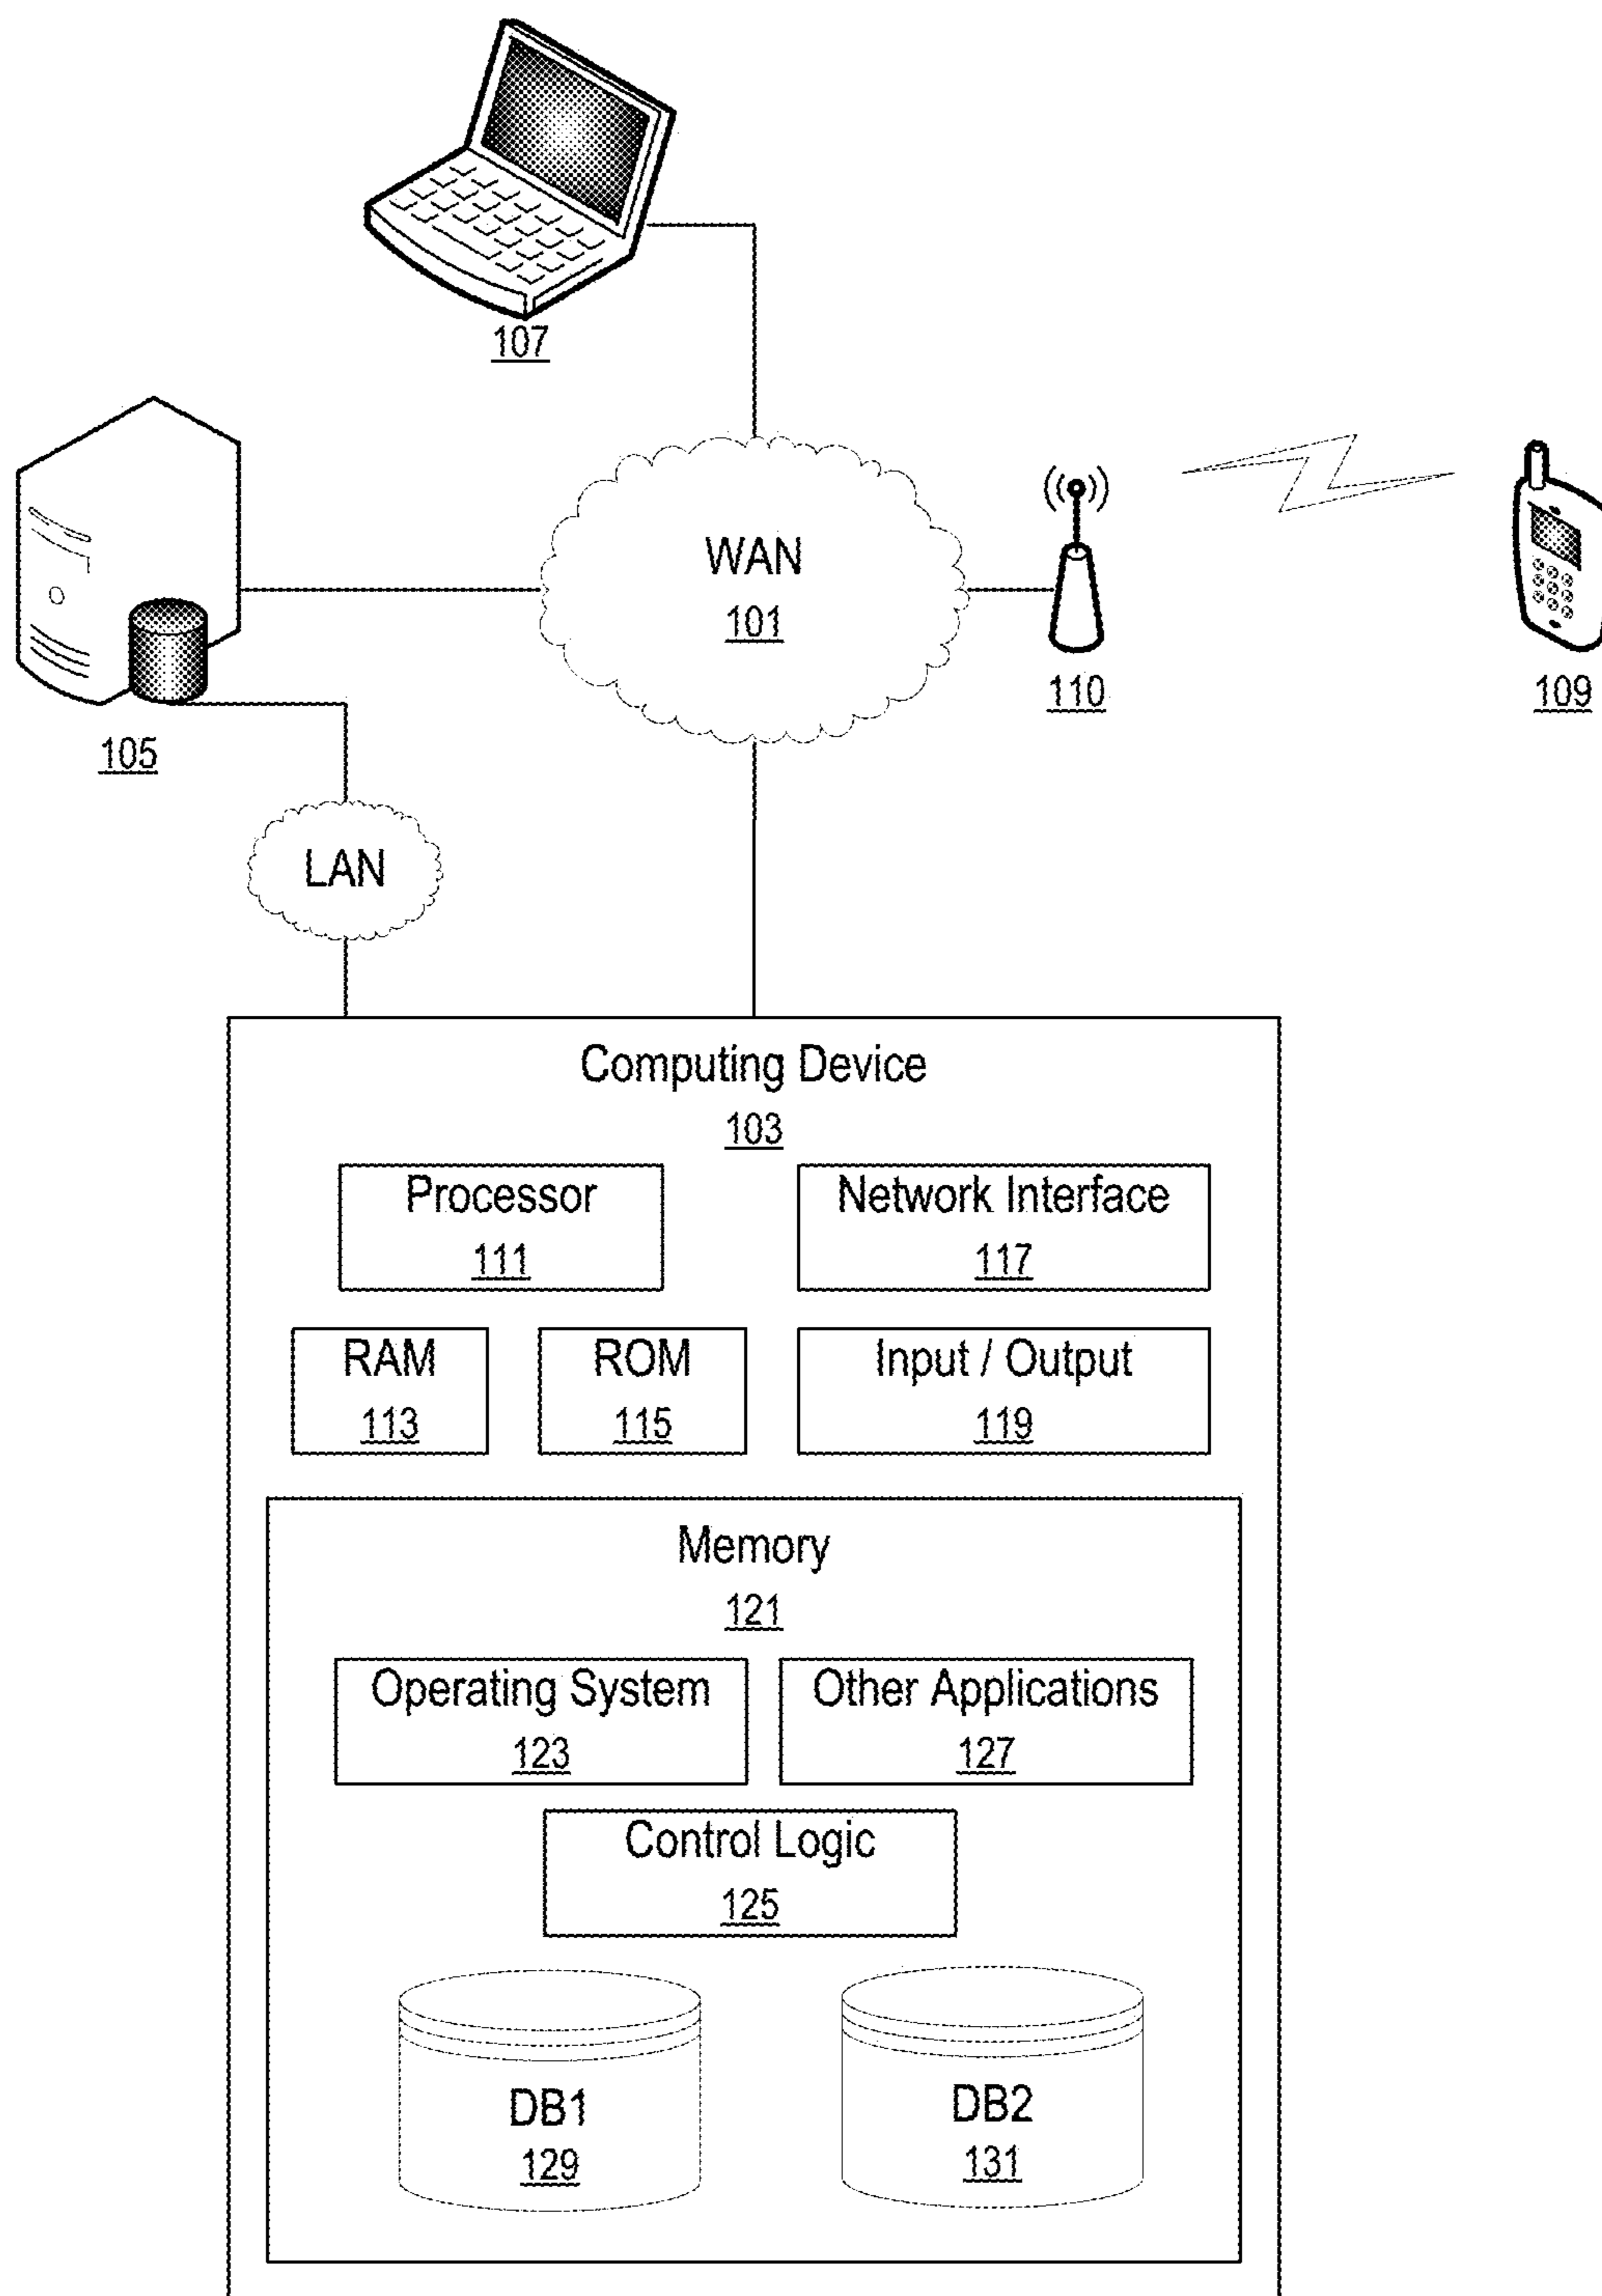 107
WAN
101
110
109
105
LAN
Computing Device
103
Processor
111
Network Interface
117
RAM
113
ROM
115
Input / Output
119
Memory
121
Operating System
123
Other Applications
127
Control Logic
125
DB1
129
DB2
131